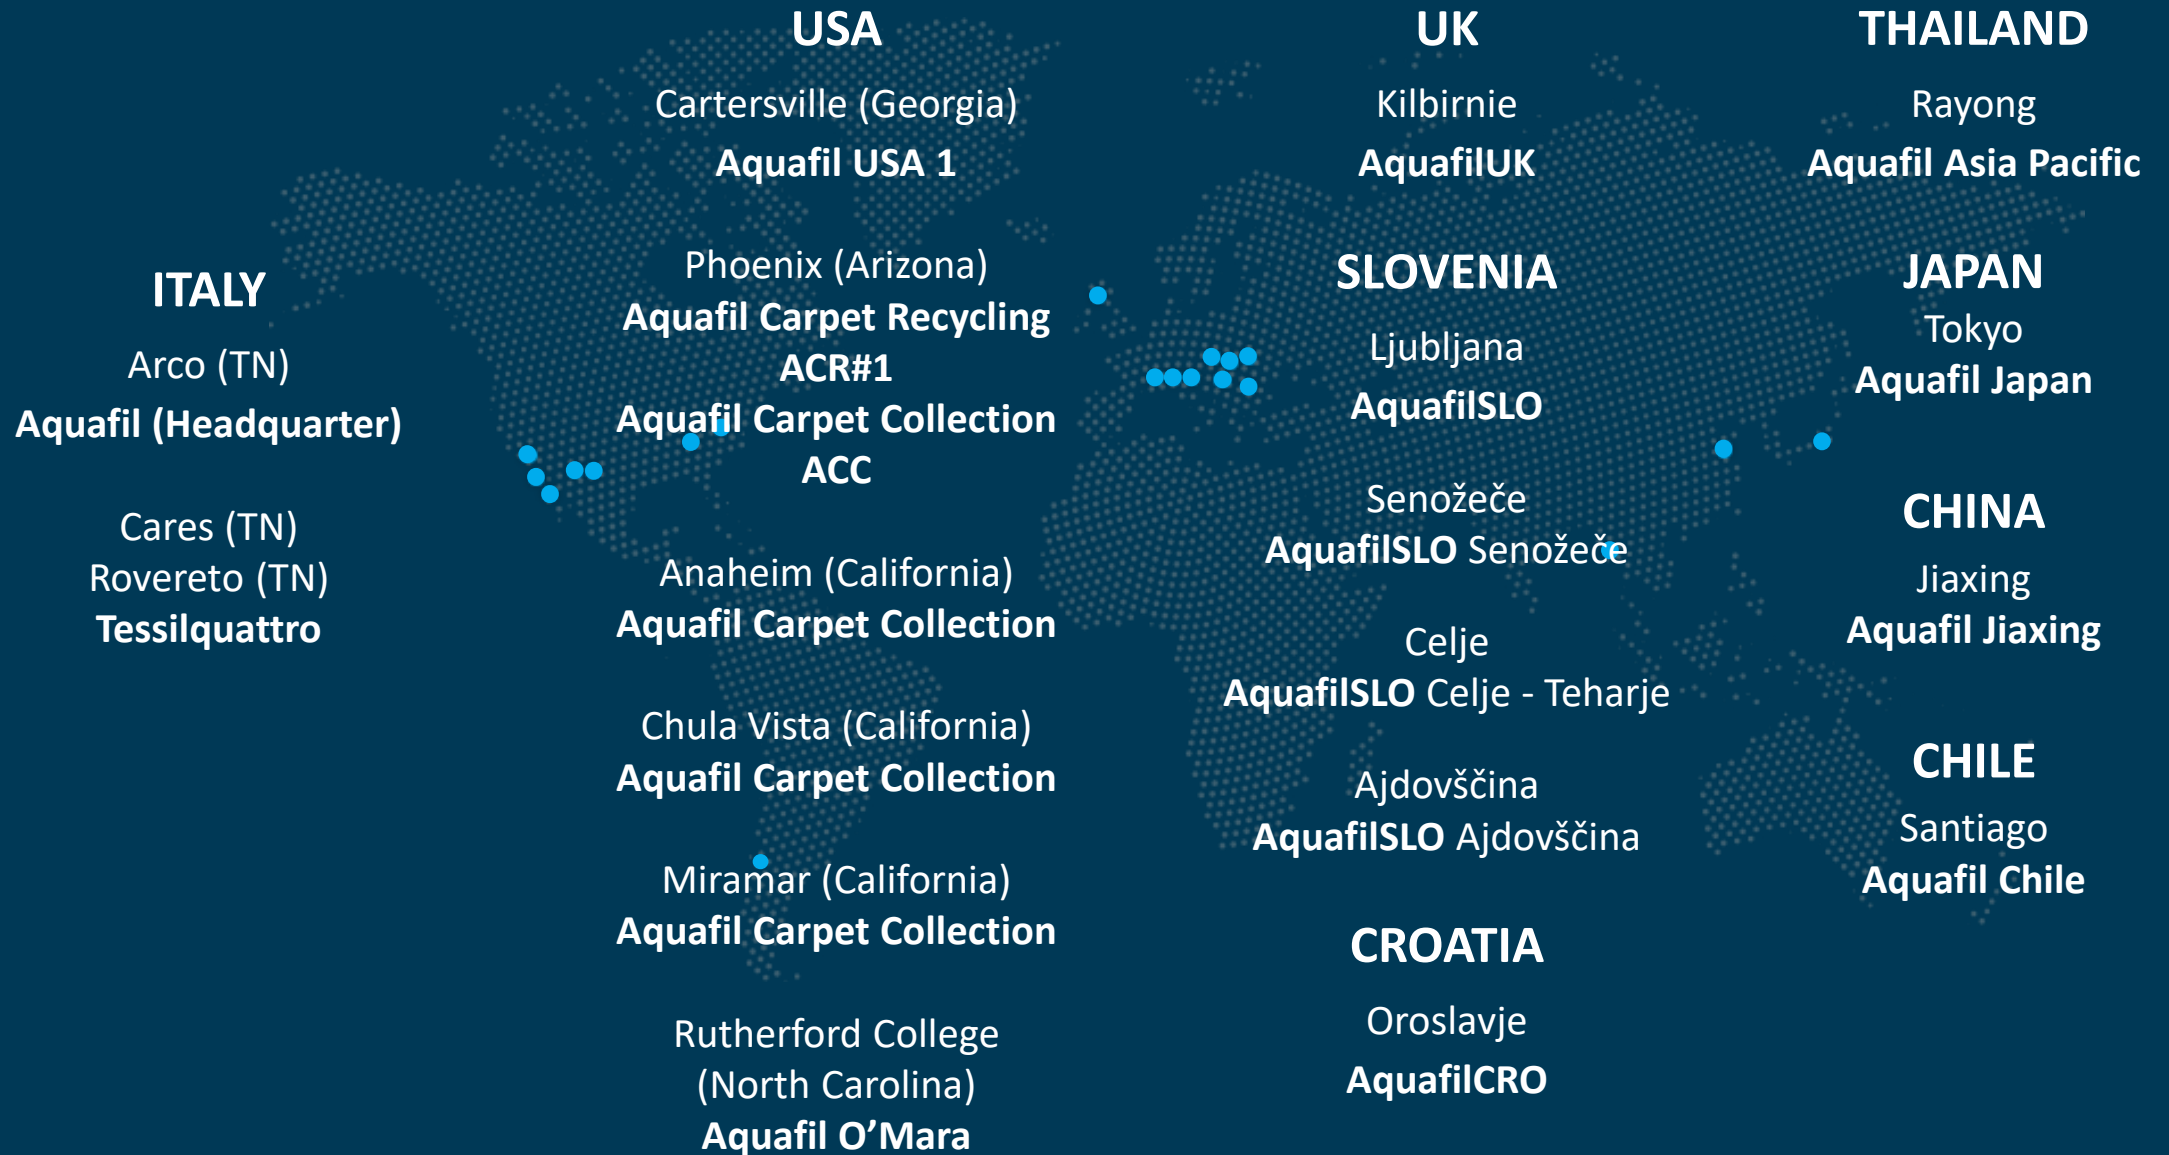 ITALY
Arco (TN)
Aquafil (Headquarter)
Cares (TN)
Rovereto (TN)
Tessilquattro
USA
Cartersville (Georgia)
Aquafil USA 1
Phoenix (Arizona)
Aquafil Carpet Recycling
ACR#1
Aquafil Carpet Collection
ACC
Anaheim (California)
Aquafil Carpet Collection
Chula Vista (California)
Aquafil Carpet Collection
Miramar (California)
Aquafil Carpet Collection
Rutherford College
(North Carolina)
Aquafil O’Mara
UK
Kilbirnie
AquafilUK
SLOVENIA
Ljubljana
AquafilSLO
Senožeče
AquafilSLO Senožeče
Celje
AquafilSLO Celje - Teharje
Ajdovščina
AquafilSLO Ajdovščina
CROATIA
Oroslavje
AquafilCRO
THAILAND
Rayong
Aquafil Asia Pacific
JAPAN
Tokyo
Aquafil Japan
CHINA
Jiaxing
Aquafil Jiaxing
CHILE
Santiago
Aquafil Chile